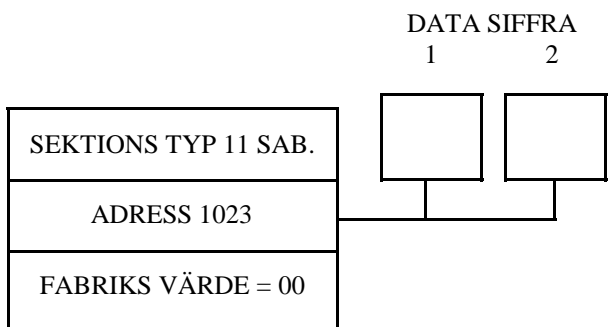 DATA SIFFRA
1 2
SEKTIONS TYP 11 SAB.
ADRESS 1023
FABRIKS VÄRDE = 00